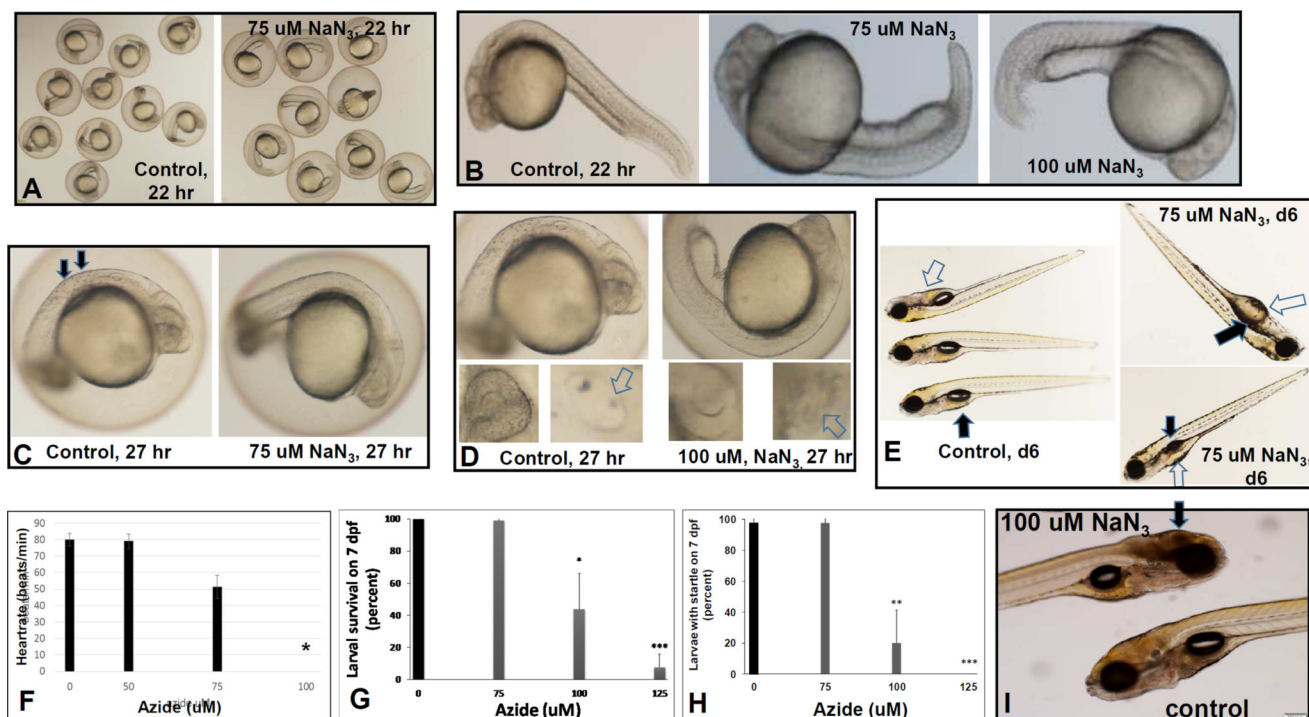 75 uM NaN3, 22 hr
Control,
22 hr
A
75 uM NaN3
B
Control, 22 hr
100 uM NaN3
C
Control, 27 hr
75 uM NaN3, 27 hr
D
Control, 27 hr
100 uM, NaN3, 27 hr
75 uM NaN3, d6
E
Control, d6
75 uM NaN3,
d6
Heartrate (beats/min)
90
80
70
60
50
40
30
20
10
0
*
0
50
75
100
F
azide uM
Azide (uM)
Larval survival on 7 dpf
(percent)
100
80
60
40
20
0
*
***
0
75
100
125
G
Azide (uM)
Larvae with startle on 7 dpf
(percent)
100
80
60
40
20
0
**
***
0
75
100
125
H
Azide (uM)
100 uM NaN3
I
control